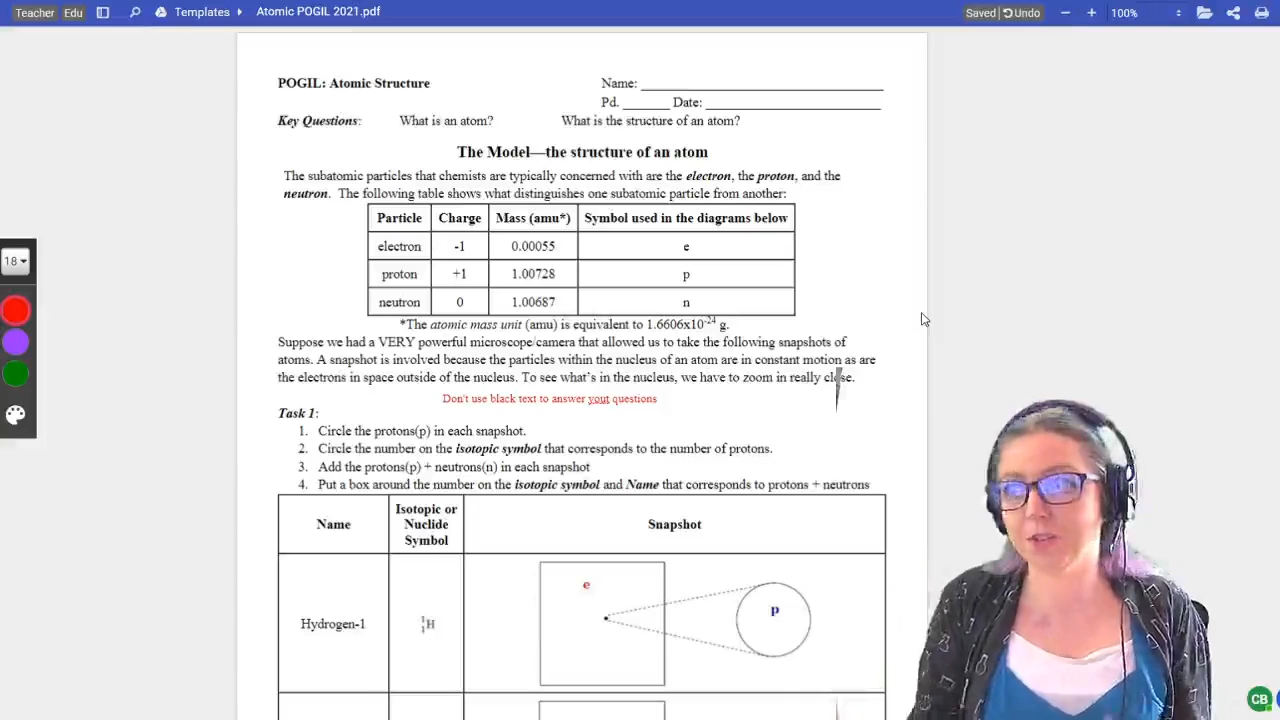 Teacher Edu Templates Atomic POGIL 2021.pdf Saved Undo 100%
POGIL: Atomic Structure Name: ____
Pd. ____ Date: ____
Key Questions: What is an atom? What is the structure of an atom?
The Model—the structure of an atom
The subatomic particles that chemists are typically concerned with are the electron, the proton, and the
neutron. The following table shows what distinguishes one subatomic particle from another:
Particle Charge Mass (amu*) Symbol used in the diagrams below
electron -1 0.00055 e
proton +1 1.00728 p
neutron 0 1.00687 n
*The atomic mass unit (amu) is equivalent to 1.6606x10⁻²⁴ g.
Suppose we had a VERY powerful microscope/camera that allowed us to take the following snapshots of
atoms. A snapshot is involved because the particles within the nucleus of an atom are in constant motion as are
the electrons in space outside of the nucleus. To see what's in the nucleus, we have to zoom in really close.
Don't use black text to answer yout questions
Task 1:
1. Circle the protons(p) in each snapshot.
2. Circle the number on the isotopic symbol that corresponds to the number of protons.
3. Add the protons(p) + neutrons(n) in each snapshot
4. Put a box around the number on the isotopic symbol and Name that corresponds to protons + neutrons
Name
Isotopic or
Nuclide
Symbol
Snapshot
Hydrogen-1
¹₁H
e
p
18
CB